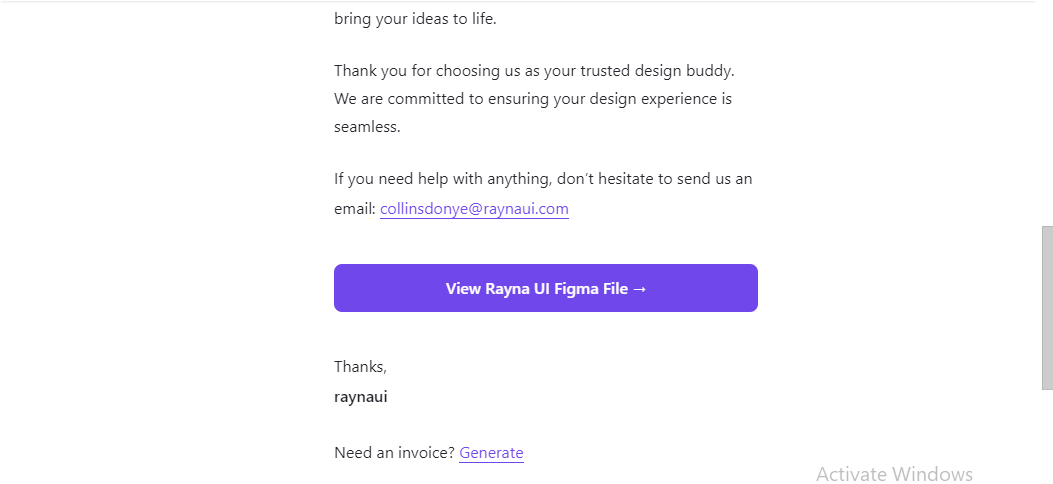 bring your ideas to life.
Thank you for choosing us as your trusted design buddy.
We are committed to ensuring your design experience is
seamless.
If you need help with anything, don't hesitate to send us an
email: collinsdonye@raynaui.com
View Rayna UI Figma File →
Thanks,
raynaui
Need an invoice? Generate
Activate Windows